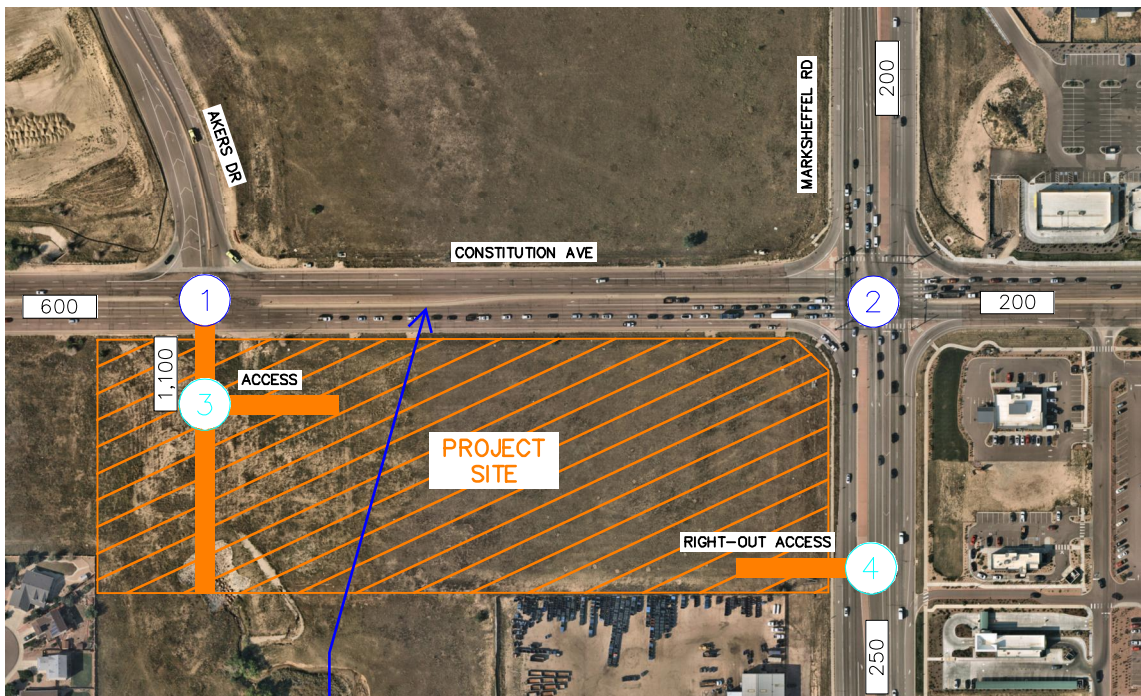 200
MARKSHEFFEL RD
AKERS DR
CONSTITUTION AVE
600
1
2
200
1,100
3
ACCESS
PROJECT
SITE
RIGHT-OUT ACCESS
4
250